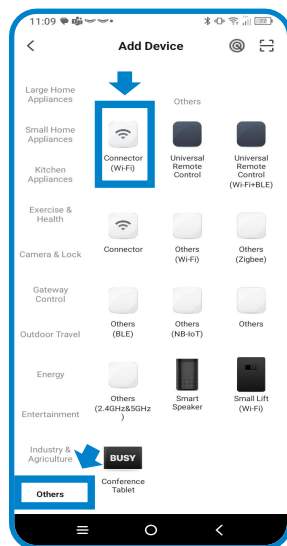 11:09
Add Device
Large Home
Appliances
Small Home
Appliances
Kitchen
Appliances
Exercise &
Health
Camera & Lock
Gateway
Control
Outdoor Travel
Energy
Entertainment
Industry &
Agriculture
Others
Others
Connector
(Wi-Fi)
Universal
Remote
Control
Universal
Remote
Control
(Wi-Fi+BLE)
Connector
Others
(Wi-Fi)
Others
(Zigbee)
Others
(BLE)
Others
(NB-IoT)
Others
Others
(2.4GHz&5GHz
)
Smart
Speaker
Small Lift
(Wi-Fi)
BUSY
Conference
Tablet